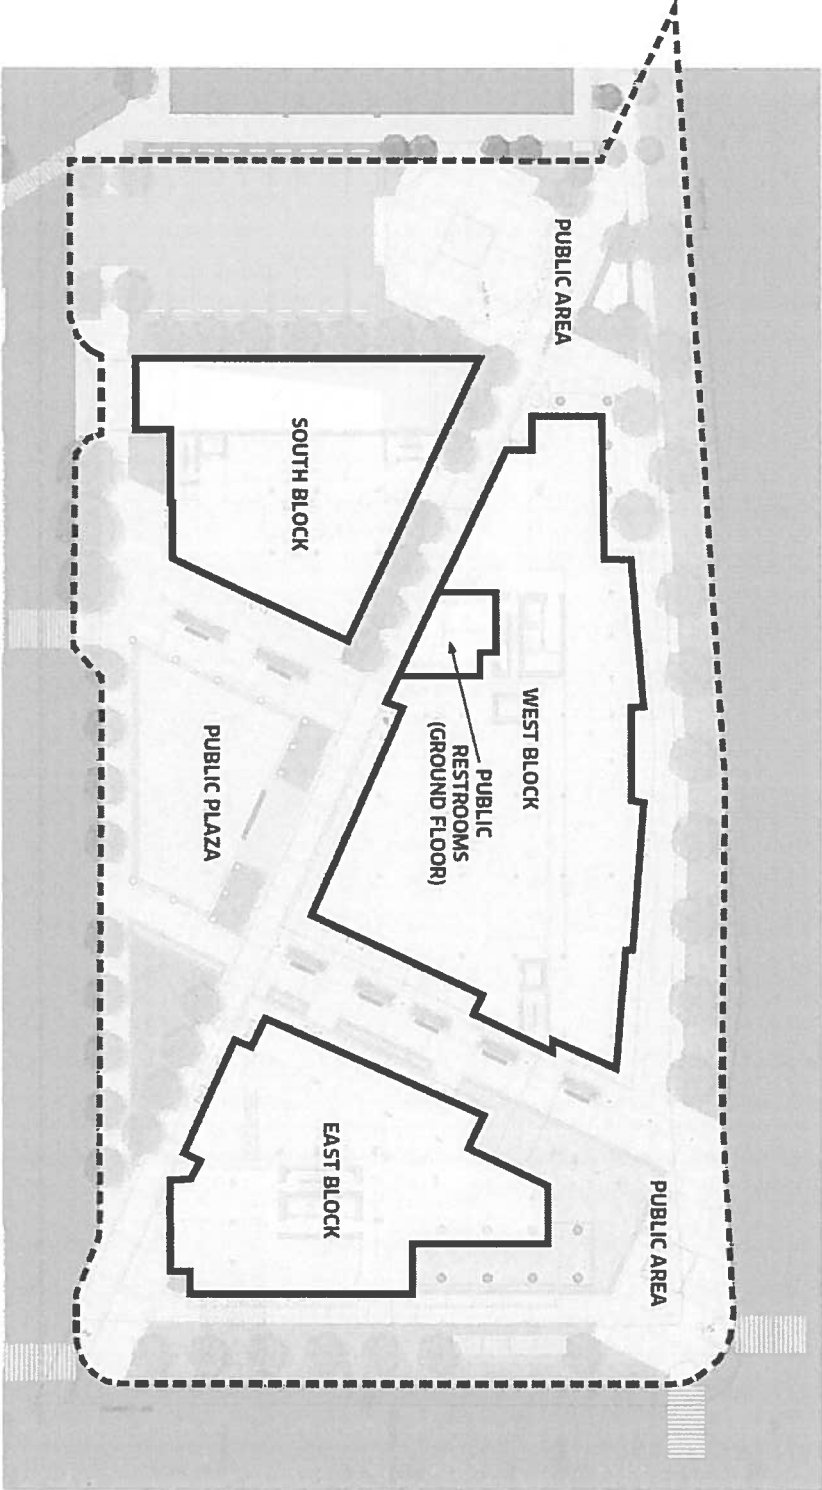 PUBLIC AREA
SOUTH BLOCK
WEST BLOCK
PUBLIC
RESTROOMS
(GROUND FLOOR)
PUBLIC PLAZA
EAST BLOCK
PUBLIC AREA